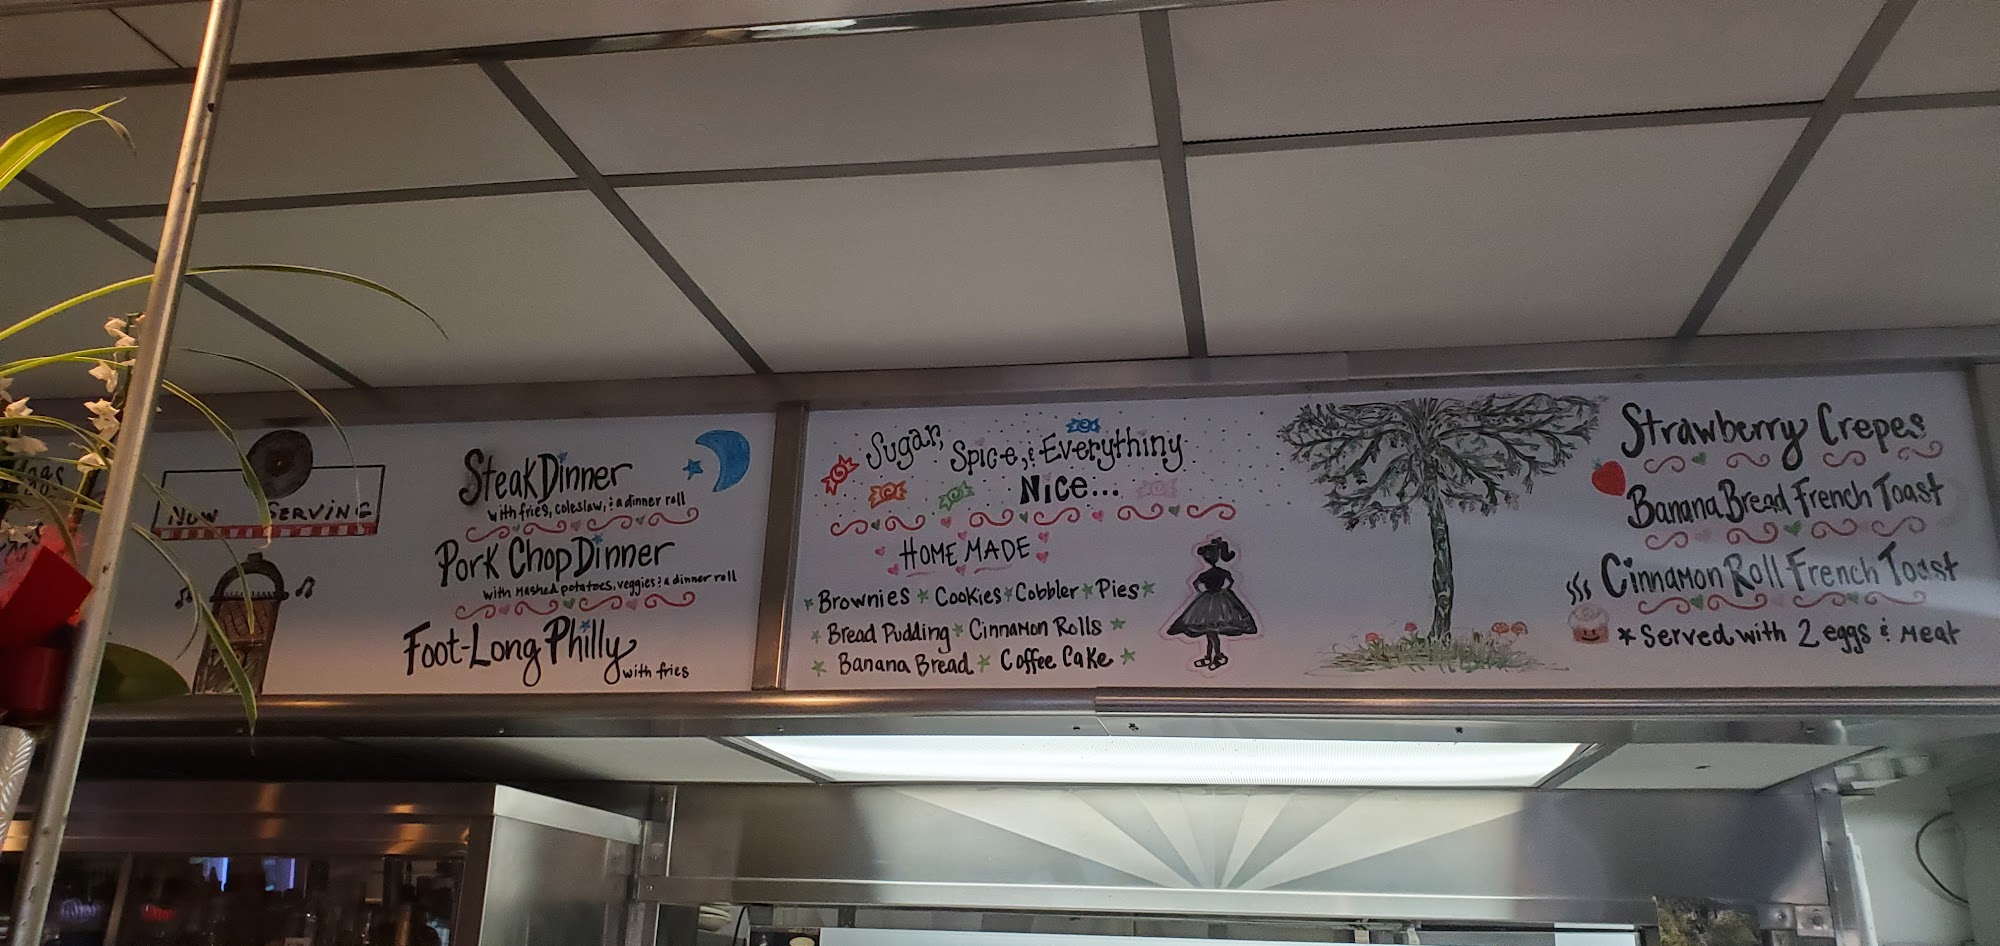 NOW SERVING
Steak Dinner
with fries, coleslaw, & a dinner roll
Pork Chop Dinner
with mashed potatoes, veggies & a dinner roll
Foot-Long Philly
with fries
Sugar, Spice, & Everything
Nice...
HOME MADE
Brownies * Cookies * Cobbler * Pies *
* Bread Pudding * Cinnamon Rolls *
* Banana Bread * Coffee Cake *
Strawberry Crepes
Banana Bread French Toast
Cinnamon Roll French Toast
* Served with 2 eggs & Meat